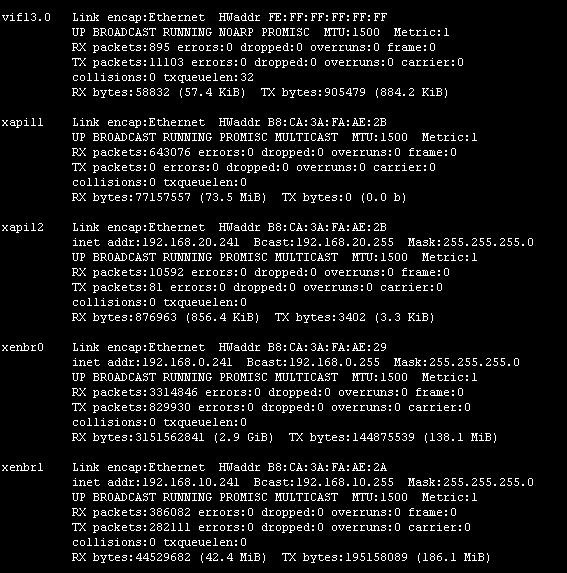 vif13.0 Link encap:Ethernet HWaddr FE:FF:FF:FF:FF:FF
UP BROADCAST RUNNING NOARP PROMISC MTU:1500 Metric:1
RX packets:895 errors:0 dropped:0 overruns:0 frame:0
TX packets:11103 errors:0 dropped:0 overruns:0 carrier:0
collisions:0 txqueuelen:32
RX bytes:58832 (57.4 KiB) TX bytes:905479 (884.2 KiB)
xapi11 Link encap:Ethernet HWaddr B8:CA:3A:FA:AE:2B
UP BROADCAST RUNNING PROMISC MULTICAST MTU:1500 Metric:1
RX packets:643076 errors:0 dropped:0 overruns:0 frame:0
TX packets:0 errors:0 dropped:0 overruns:0 carrier:0
collisions:0 txqueuelen:0
RX bytes:77157557 (73.5 MiB) TX bytes:0 (0.0 b)
xapi12 Link encap:Ethernet HWaddr B8:CA:3A:FA:AE:2B
inet addr:192.168.20.241 Bcast:192.168.20.255 Mask:255.255.255.0
UP BROADCAST RUNNING PROMISC MULTICAST MTU:1500 Metric:1
RX packets:10592 errors:0 dropped:0 overruns:0 frame:0
TX packets:81 errors:0 dropped:0 overruns:0 carrier:0
collisions:0 txqueuelen:0
RX bytes:876963 (856.4 KiB) TX bytes:3402 (3.3 KiB)
xenbr0 Link encap:Ethernet HWaddr B8:CA:3A:FA:AE:29
inet addr:192.168.0.241 Bcast:192.168.0.255 Mask:255.255.255.0
UP BROADCAST RUNNING PROMISC MULTICAST MTU:1500 Metric:1
RX packets:3314846 errors:0 dropped:0 overruns:0 frame:0
TX packets:829930 errors:0 dropped:0 overruns:0 carrier:0
collisions:0 txqueuelen:0
RX bytes:3151562841 (2.9 GiB) TX bytes:144875539 (138.1 MiB)
xenbr1 Link encap:Ethernet HWaddr B8:CA:3A:FA:AE:2A
inet addr:192.168.10.241 Bcast:192.168.10.255 Mask:255.255.255.0
UP BROADCAST RUNNING PROMISC MULTICAST MTU:1500 Metric:1
RX packets:386082 errors:0 dropped:0 overruns:0 frame:0
TX packets:282111 errors:0 dropped:0 overruns:0 carrier:0
collisions:0 txqueuelen:0
RX bytes:44529682 (42.4 MiB) TX bytes:195158089 (186.1 MiB)